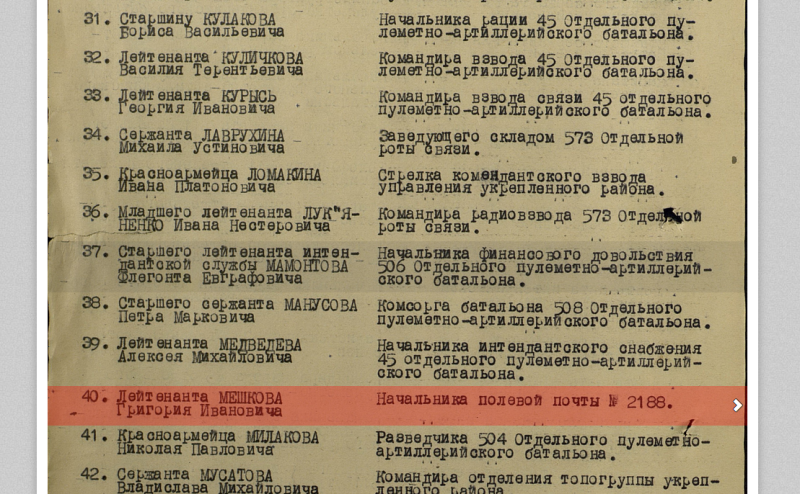 31. Старшину КУЛАКОВА
Бориса Васильевича
Начальника рации 45 Отдельного пу-
леметно-артиллерийского батальона.
32. Лейтенанта КУЛИЧКОВА
Василия Терентьевича
Командира взвода 45 Отдельного пу-
леметно-артиллерийского батальона.
33. Лейтенанта КУРЫСЬ
Георгия Ивановича
Командира взвода связи 45 отдельного
пулеметно-артиллерийского батальона.
34. Сержанта ЛАВРУХИНА
Михаила Устиновича
Заведующего складом 573 Отдельной
роты связи.
35. Красноармейца ЛОМАКИНА
Ивана Платоновича
Стрелка комендантского взвода
управления укрепленного района.
36. Младшего лейтенанта ЛУК"Я-
НЕНКО Ивана Нестеровича
Командира радиовзвода 573 Отдельной
роты связи.
37. Старшего лейтенанта интен-
дантской службы МАМОНТОВА
Флегонта Евграфовича
Начальника финансового довольствия
506 Отдельного пулеметно-артиллерий-
ского батальона.
38. Старшего сержанта МАНУСОВА
Петра Марковича
Комсорга батальона 508 Отдельного
пулеметно-артиллерийского батальона.
39. Лейтенанта МЕДВЕДЕВА
Алексея Михайловича
Начальника интендантского снабжения
45 отдельного пулеметно-артиллерий-
ского батальона.
40. Лейтенанта МЕШКОВА
Григория Ивановича
Начальника полевой почты № 2188.
41. Красноармейца МИЛАКОВА
Николая Павловича
Разведчика 504 Отдельного пулеметно-
артиллерийского батальона.
42. Сержанта МУСАТОВА
Владислава Михайловича
Командира отделения топогруппы укреп-
ленного района